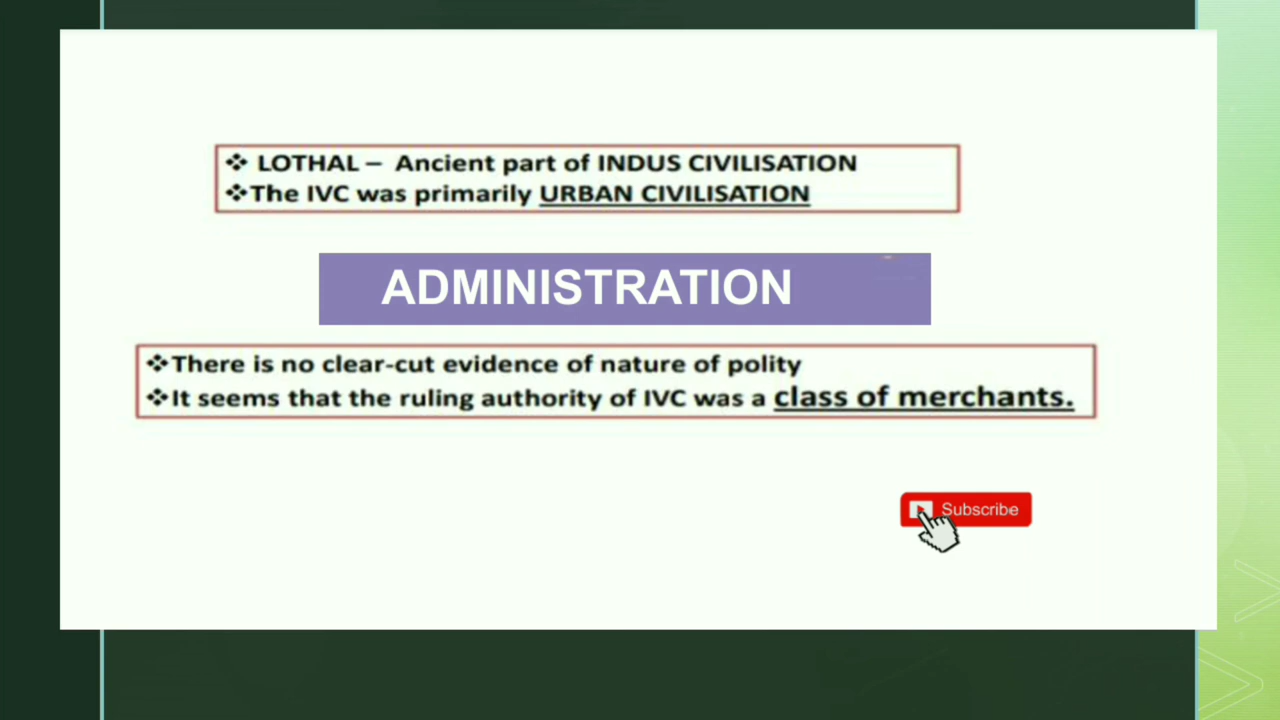 ❖ LOTHAL – Ancient part of INDUS CIVILISATION
❖The IVC was primarily URBAN CIVILISATION
ADMINISTRATION
❖There is no clear-cut evidence of nature of polity
❖It seems that the ruling authority of IVC was a class of merchants.
Subscribe